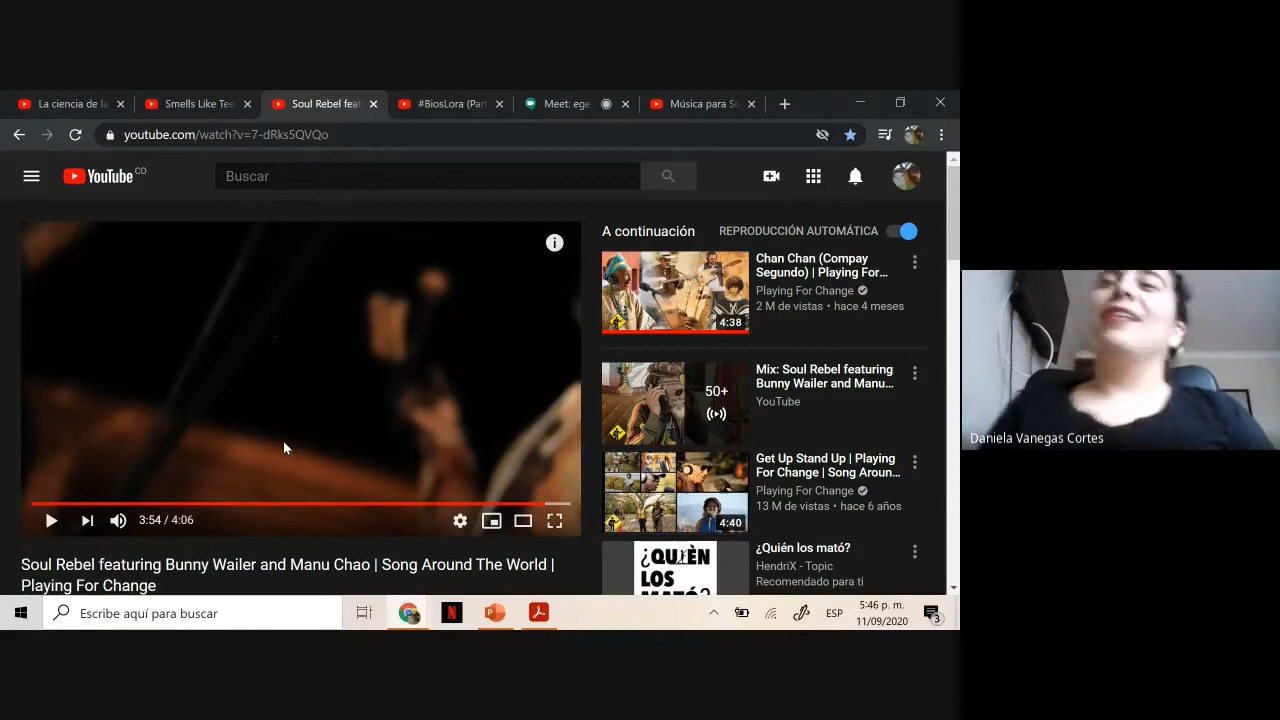 La ciencia de la
Smells Like Tee
Soul Rebel feat
#BiosLora (Part
Meet: ege-
Música para So
youtube.com/watch?v=7-dRks5QVQo
YouTube CO
Buscar
A continuación
REPRODUCCIÓN AUTOMÁTICA
Chan Chan (Compay
Segundo) | Playing For...
Playing For Change
2 M de vistas • hace 4 meses
4:38
Mix: Soul Rebel featuring
Bunny Wailer and Manu...
YouTube
50+
Get Up Stand Up | Playing
For Change | Song Aroun...
Playing For Change
13 M de vistas • hace 6 años
4:40
¿Quién los mató?
HendriX - Topic
Recomendado para ti
¿QUIÈN
LOS
MATÓ?
3:54 / 4:06
Soul Rebel featuring Bunny Wailer and Manu Chao | Song Around The World |
Playing For Change
Daniela Vanegas Cortes
Escribe aquí para buscar
N
ESP
5:46 p. m.
11/09/2020
3